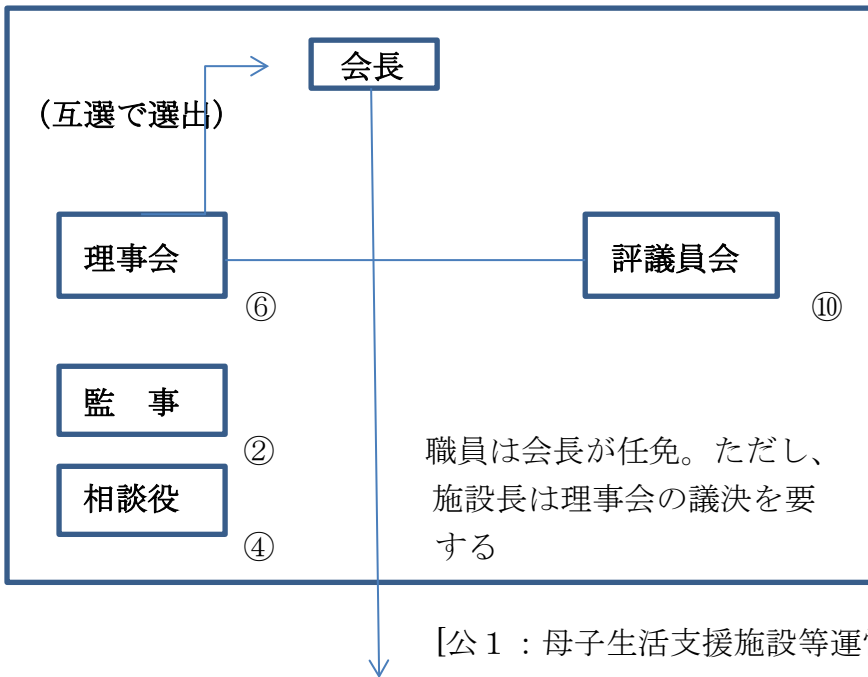 会長
(互選で選出)
理事会
評議員会
⑥
⑩
監　事
②
相談役
④
職員は会長が任免。ただし、
施設長は理事会の議決を要
する
[公１：母子生活支援施設等運